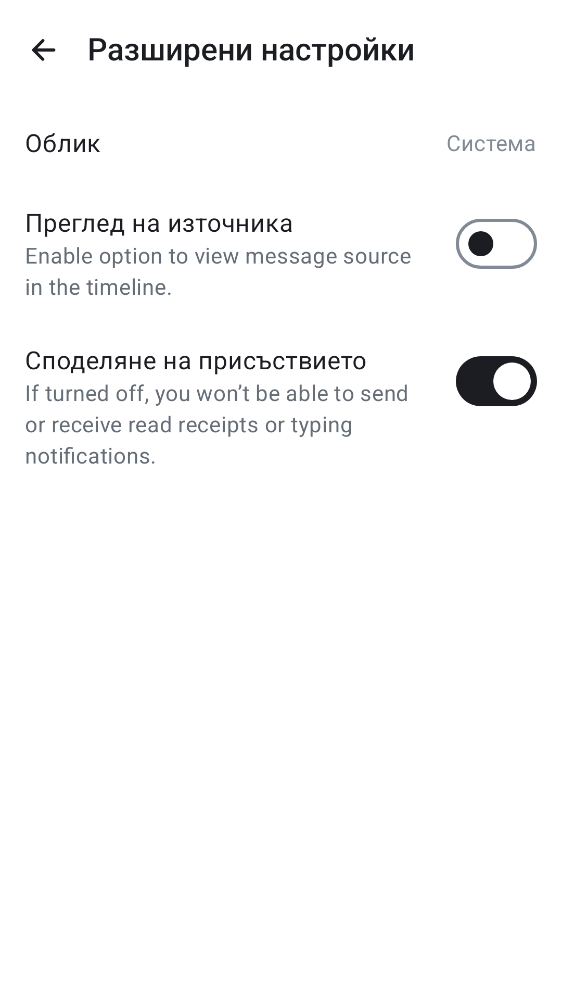 Разширени настройки
Облик
Система
Преглед на източника
Enable option to view message source
in the timeline.
Споделяне на присъствието
If turned off, you won’t be able to send
or receive read receipts or typing
notifications.